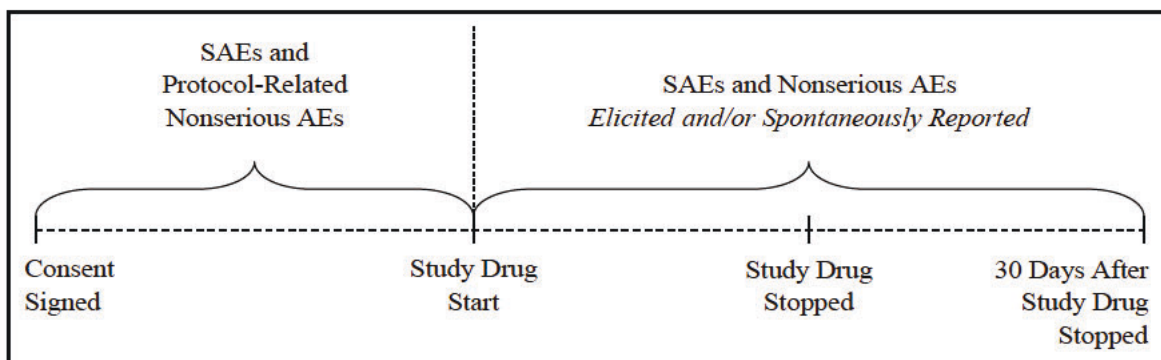 SAEs and
Protocol-Related
Nonserious AEs
SAEs and Nonserious AEs
Elicited and/or Spontaneously Reported
Consent
Signed
Study Drug
Start
Study Drug
Stopped
30 Days After
Study Drug
Stopped